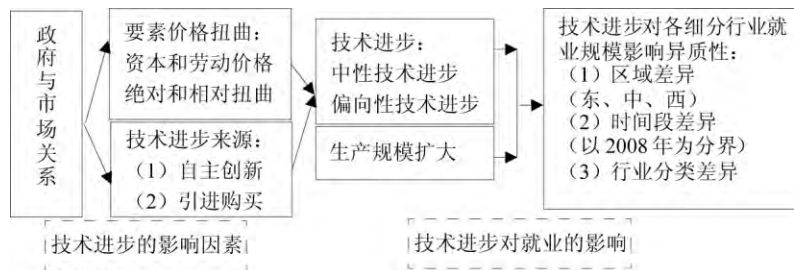 政府与市场关系
要素价格扭曲：
资本和劳动价格
绝对和相对扭曲
技术进步来源：
（1）自主创新
（2）引进购买
技术进步：
中性技术进步
偏向性技术进步
生产规模扩大
技术进步对各细分行业就
业规模影响异质性：
（1）区域差异
（东、中、西）
（2）时间段差异
（以2008年为分界）
（3）行业分类差异
技术进步的影响因素
技术进步对就业的影响